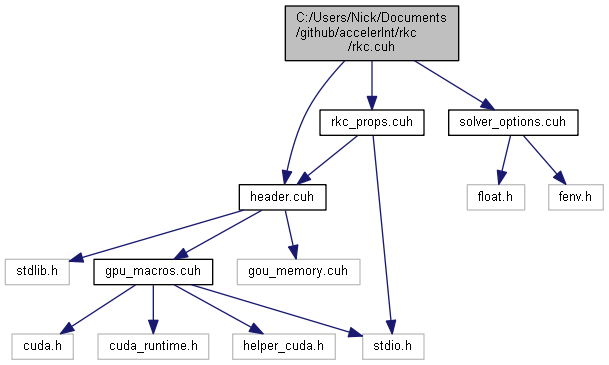 C:/Users/Nick/Documents
/github/accelerInt/rkc
/rkc.cuh
rkc_props.cuh
solver_options.cuh
header.cuh
float.h
fenv.h
stdlib.h
gpu_macros.cuh
gou_memory.cuh
cuda.h
cuda_runtime.h
helper_cuda.h
stdio.h